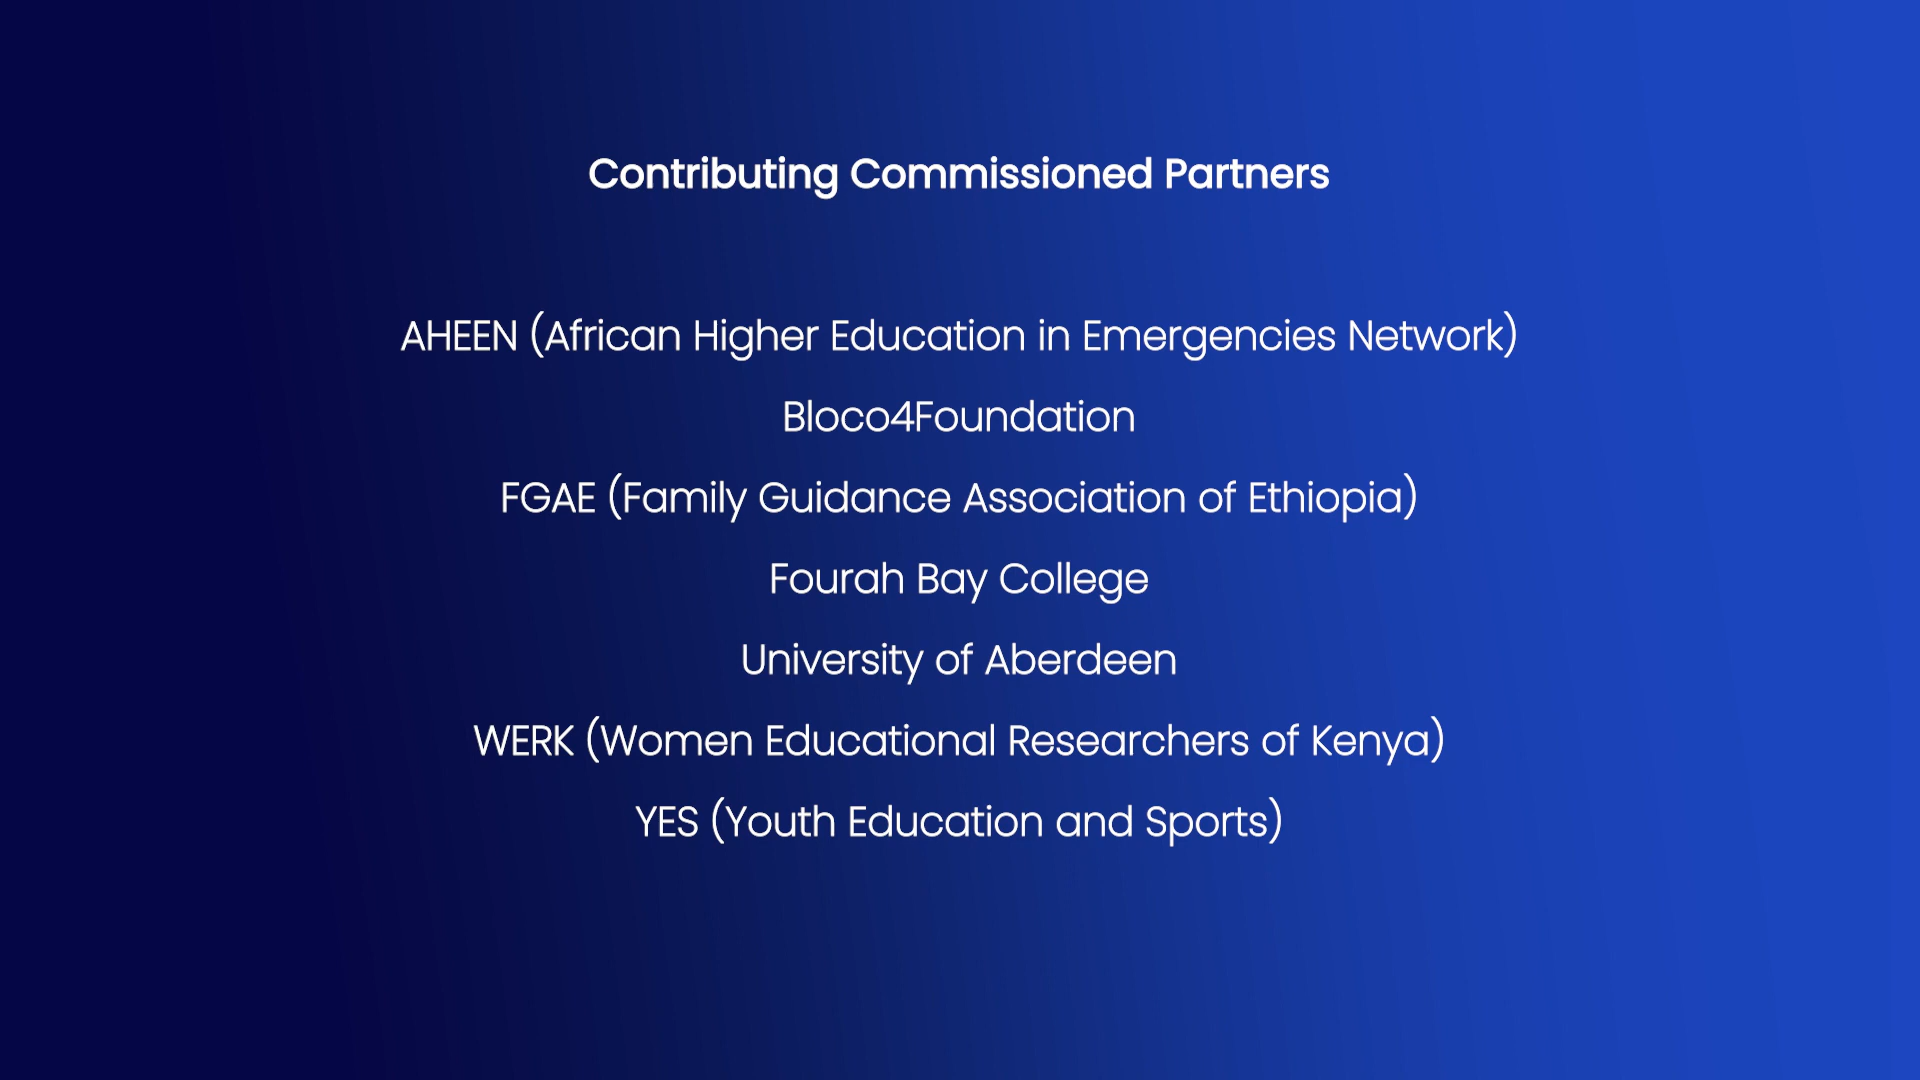 Contributing Commissioned Partners
AHEEN (African Higher Education in Emergencies Network)
Bloco4Foundation
FGAE (Family Guidance Association of Ethiopia)
Fourah Bay College
University of Aberdeen
WERK (Women Educational Researchers of Kenya)
YES (Youth Education and Sports)